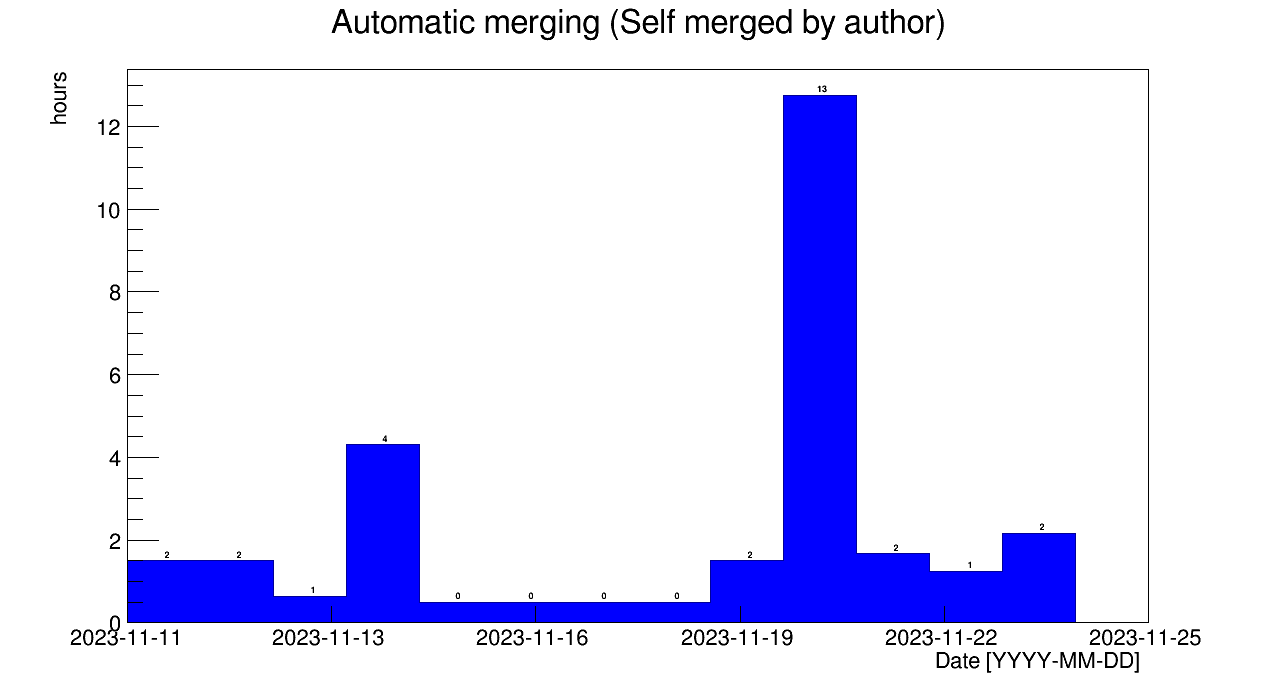 Automatic merging (Self merged by author)
hours
12
10
8
6
4
2
0
2 2 1 4 0 0 0 0 2 13 2 1 2
2023-11-11 2023-11-13 2023-11-16 2023-11-19 2023-11-22 2023-11-25
Date [YYYY-MM-DD]